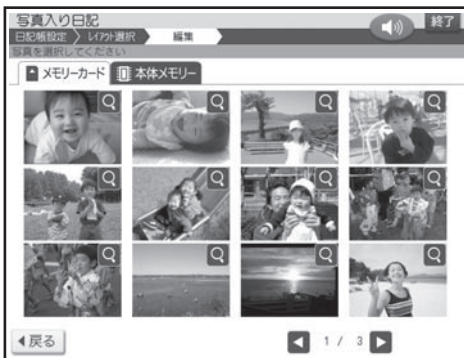 写真入り日記
終了
日記帳設定 レイアウト選択 編集
写真を選択してください
メモリーカード 本体メモリー
戻る 1 / 3